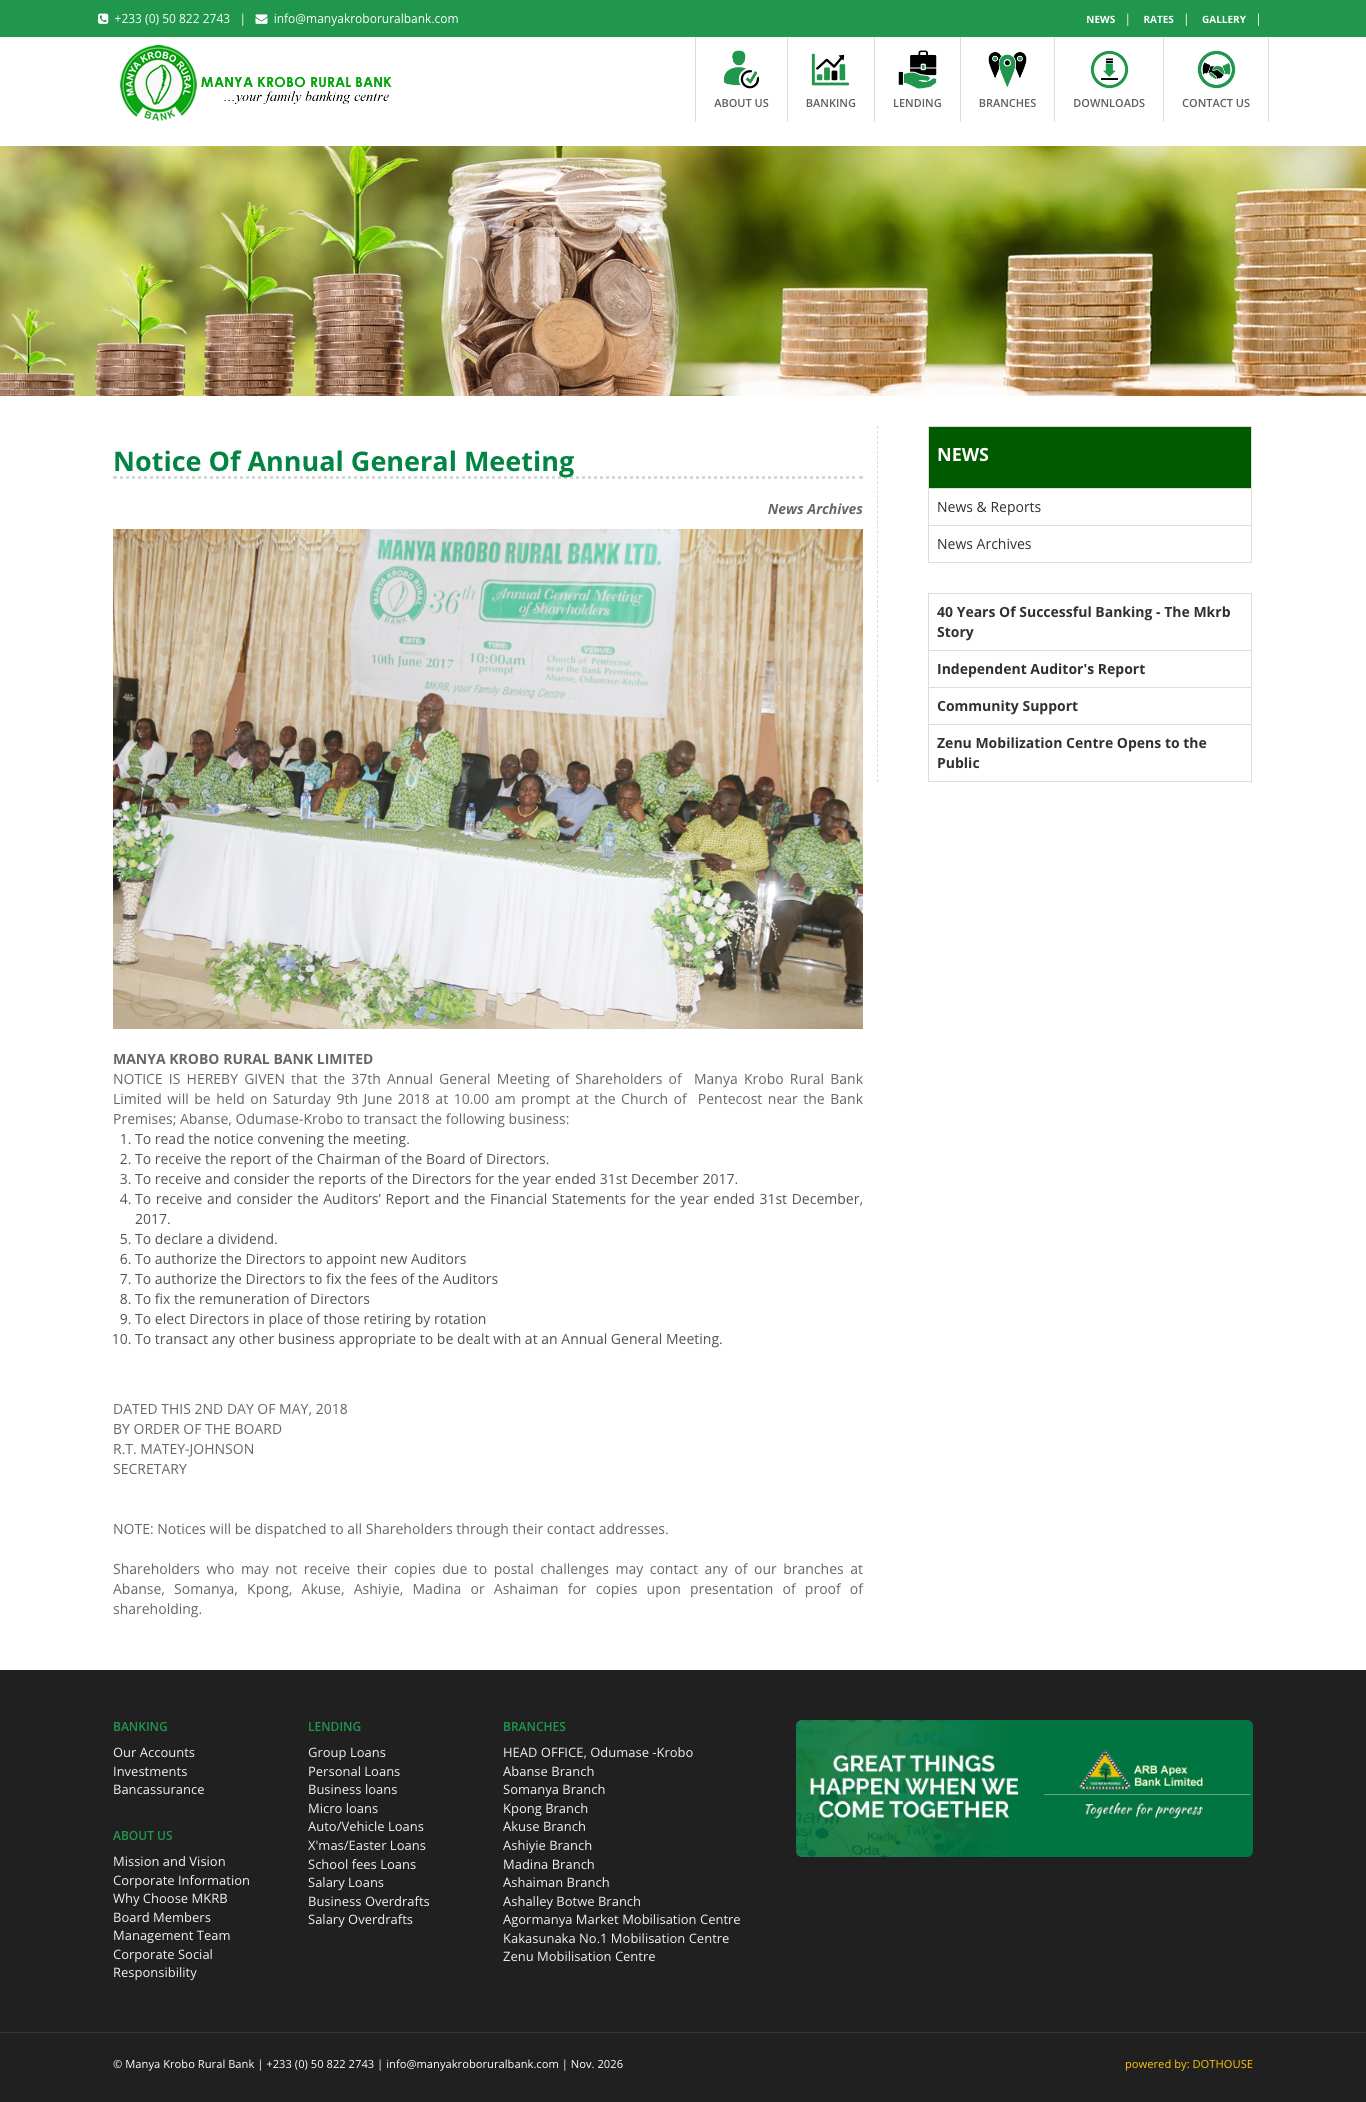 +233 (0) 50 822 2743 | info@manyakroboruralbank.com
NEWS | RATES | GALLERY |
MANYA KROBO RURAL BANK
MANYA KROBO RURAL BANK
...your family banking centre
ABOUT US
BANKING
LENDING
BRANCHES
DOWNLOADS
CONTACT US
Notice Of Annual General Meeting
News Archives
MANYA KROBO RURAL BANK LTD.
MANYA KROBO RURAL BANK
36th
Annual General Meeting
of Shareholders
DATE:
10th June 2017
TIME:
10:00am
prompt
VENUE:
Church of Pentecost,
near the Bank Premises,
Abanse, Odumase-Krobo
MKRB, your Family Banking Centre ...
MANYA KROBO RURAL BANK LIMITED
NOTICE IS HEREBY GIVEN that the 37th Annual General Meeting of Shareholders of Manya Krobo Rural Bank
Limited will be held on Saturday 9th June 2018 at 10.00 am prompt at the Church of Pentecost near the Bank
Premises; Abanse, Odumase-Krobo to transact the following business:
1. To read the notice convening the meeting.
2. To receive the report of the Chairman of the Board of Directors.
3. To receive and consider the reports of the Directors for the year ended 31st December 2017.
4. To receive and consider the Auditors' Report and the Financial Statements for the year ended 31st December,
2017.
5. To declare a dividend.
6. To authorize the Directors to appoint new Auditors
7. To authorize the Directors to fix the fees of the Auditors
8. To fix the remuneration of Directors
9. To elect Directors in place of those retiring by rotation
10. To transact any other business appropriate to be dealt with at an Annual General Meeting.
DATED THIS 2ND DAY OF MAY, 2018
BY ORDER OF THE BOARD
R.T. MATEY-JOHNSON
SECRETARY
NOTE: Notices will be dispatched to all Shareholders through their contact addresses.
Shareholders who may not receive their copies due to postal challenges may contact any of our branches at
Abanse, Somanya, Kpong, Akuse, Ashiyie, Madina or Ashaiman for copies upon presentation of proof of
shareholding.
NEWS
News & Reports
News Archives
40 Years Of Successful Banking - The Mkrb
Story
Independent Auditor's Report
Community Support
Zenu Mobilization Centre Opens to the
Public
BANKING
Our Accounts
Investments
Bancassurance
ABOUT US
Mission and Vision
Corporate Information
Why Choose MKRB
Board Members
Management Team
Corporate Social
Responsibility
LENDING
Group Loans
Personal Loans
Business loans
Micro loans
Auto/Vehicle Loans
X'mas/Easter Loans
School fees Loans
Salary Loans
Business Overdrafts
Salary Overdrafts
BRANCHES
HEAD OFFICE, Odumase -Krobo
Abanse Branch
Somanya Branch
Kpong Branch
Akuse Branch
Ashiyie Branch
Madina Branch
Ashaiman Branch
Ashalley Botwe Branch
Agormanya Market Mobilisation Centre
Kakasunaka No.1 Mobilisation Centre
Zenu Mobilisation Centre
GREAT THINGS
HAPPEN WHEN WE
COME TOGETHER
ARB Apex
Bank Limited
Together for progress
© Manya Krobo Rural Bank | +233 (0) 50 822 2743 | info@manyakroboruralbank.com | Nov. 2026
powered by: DOTHOUSE